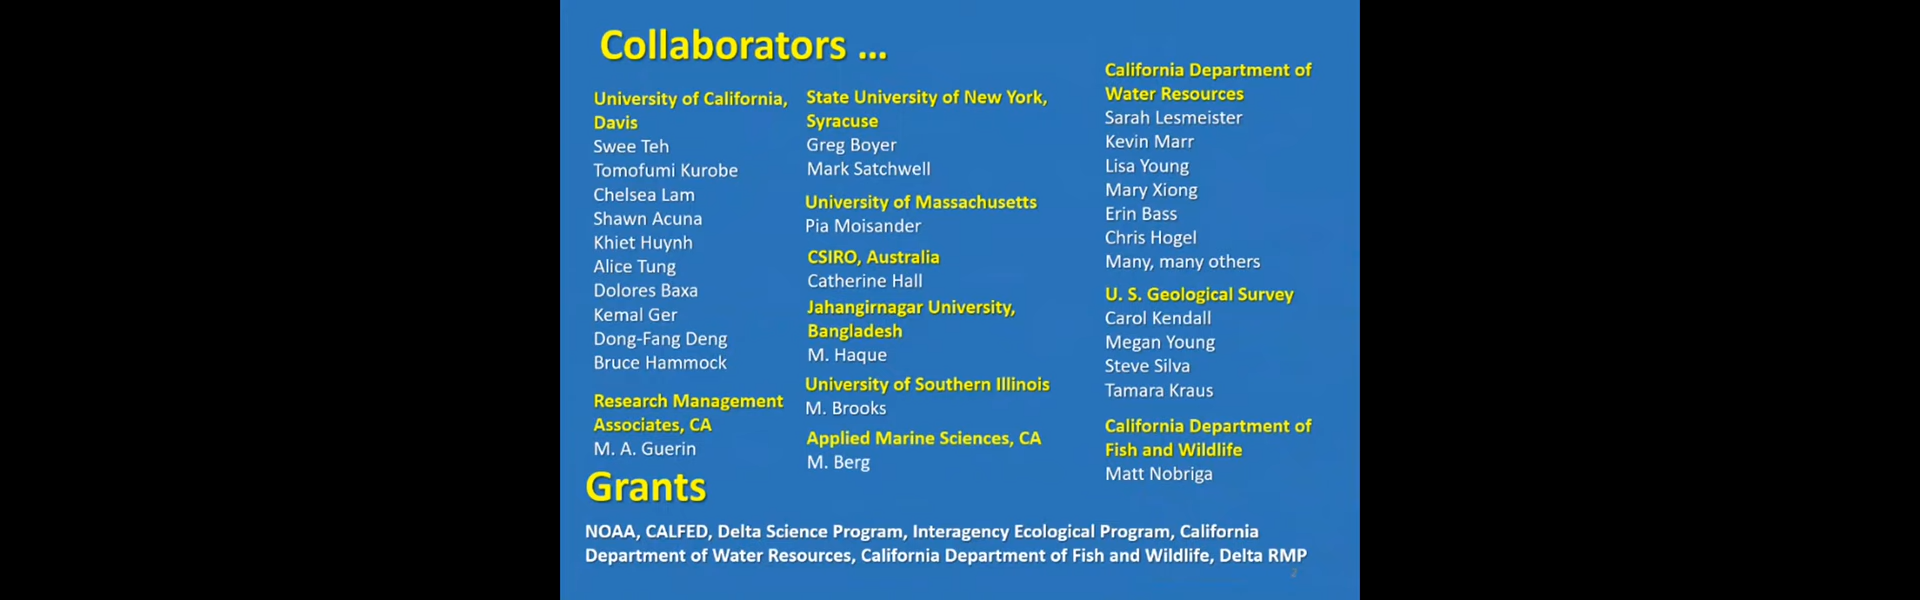 Collaborators ...
University of California,
Davis
Swee Teh
Tomofumi Kurobe
Chelsea Lam
Shawn Acuna
Khiet Huynh
Alice Tung
Dolores Baxa
Kemal Ger
Dong-Fang Deng
Bruce Hammock
Research Management
Associates, CA
M. A. Guerin
State University of New York,
Syracuse
Greg Boyer
Mark Satchwell
University of Massachusetts
Pia Moisander
CSIRO, Australia
Catherine Hall
Jahangirnagar University,
Bangladesh
M. Haque
University of Southern Illinois
M. Brooks
Applied Marine Sciences, CA
M. Berg
California Department of
Water Resources
Sarah Lesmeister
Kevin Marr
Lisa Young
Mary Xiong
Erin Bass
Chris Hogel
Many, many others
U. S. Geological Survey
Carol Kendall
Megan Young
Steve Silva
Tamara Kraus
California Department of
Fish and Wildlife
Matt Nobriga
Grants
NOAA, CALFED, Delta Science Program, Interagency Ecological Program, California
Department of Water Resources, California Department of Fish and Wildlife, Delta RMP
2